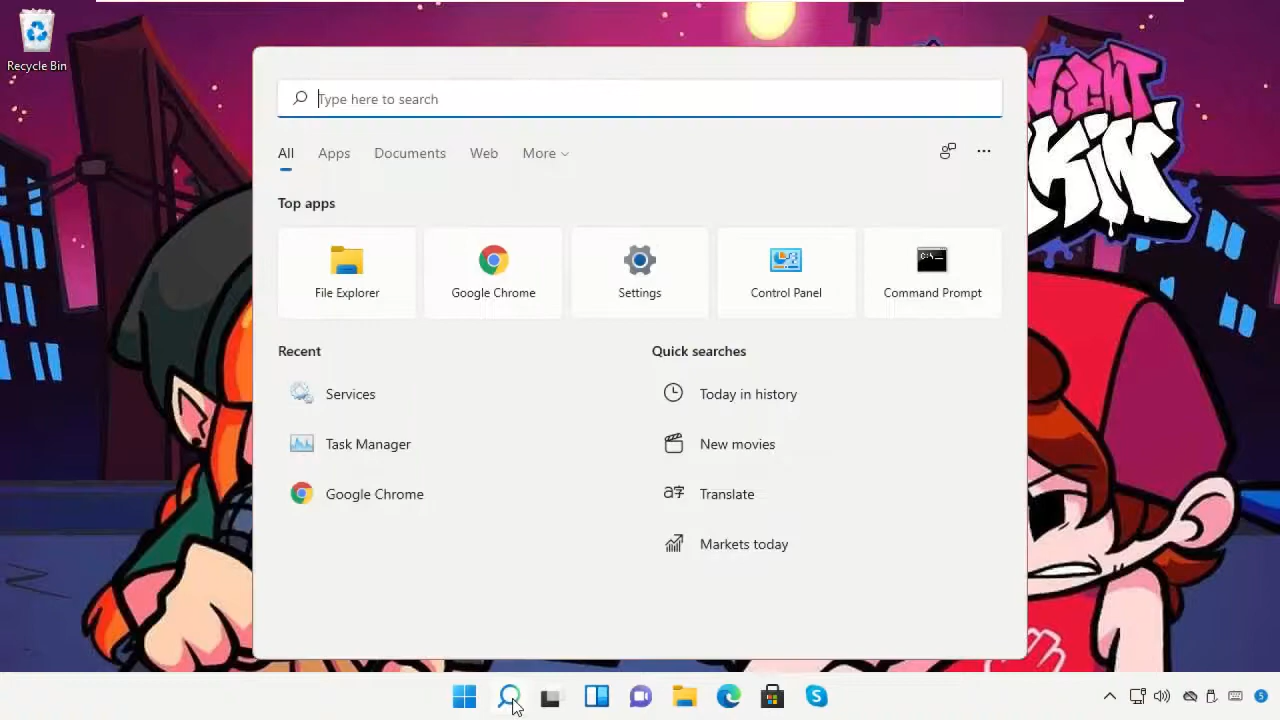 Recycle Bin
Type here to search
All Apps Documents Web More
Top apps
File Explorer Google Chrome Settings Control Panel Command Prompt
Recent Quick searches
Services Today in history
Task Manager New movies
Google Chrome Translate
Markets today
NIGHT
5